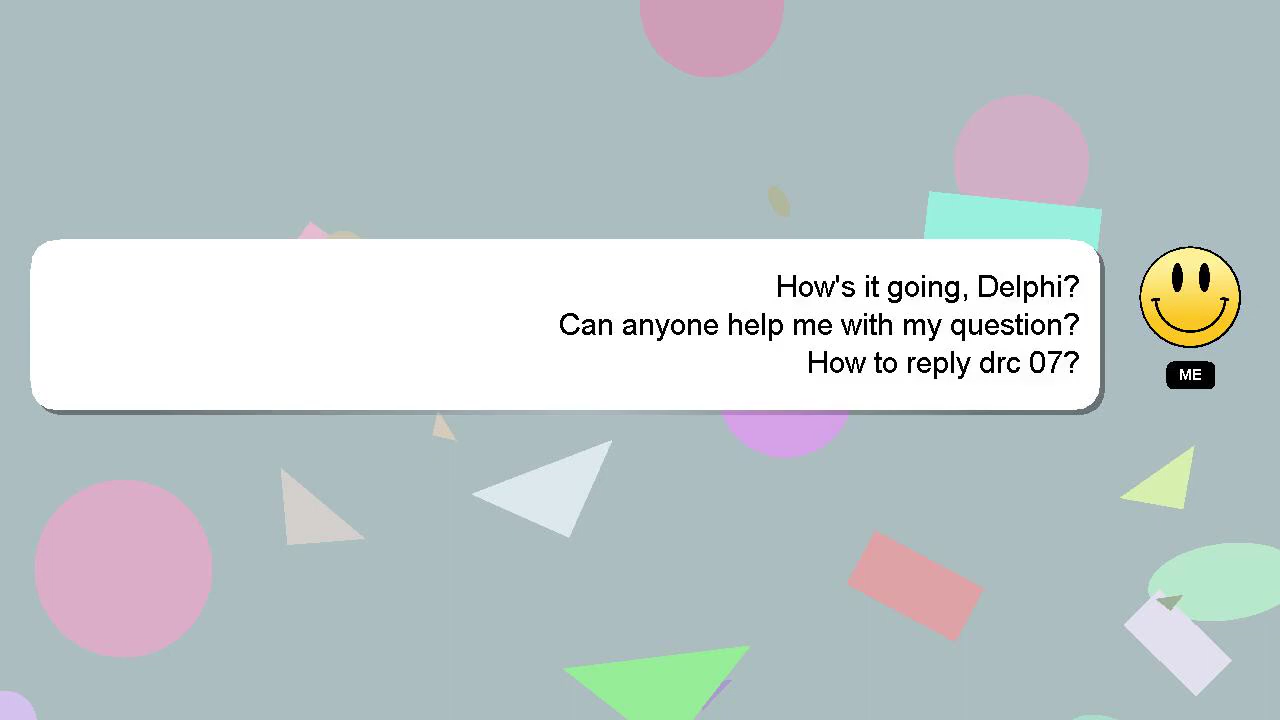 How's it going, Delphi?
Can anyone help me with my question?
How to reply drc 07?
ME